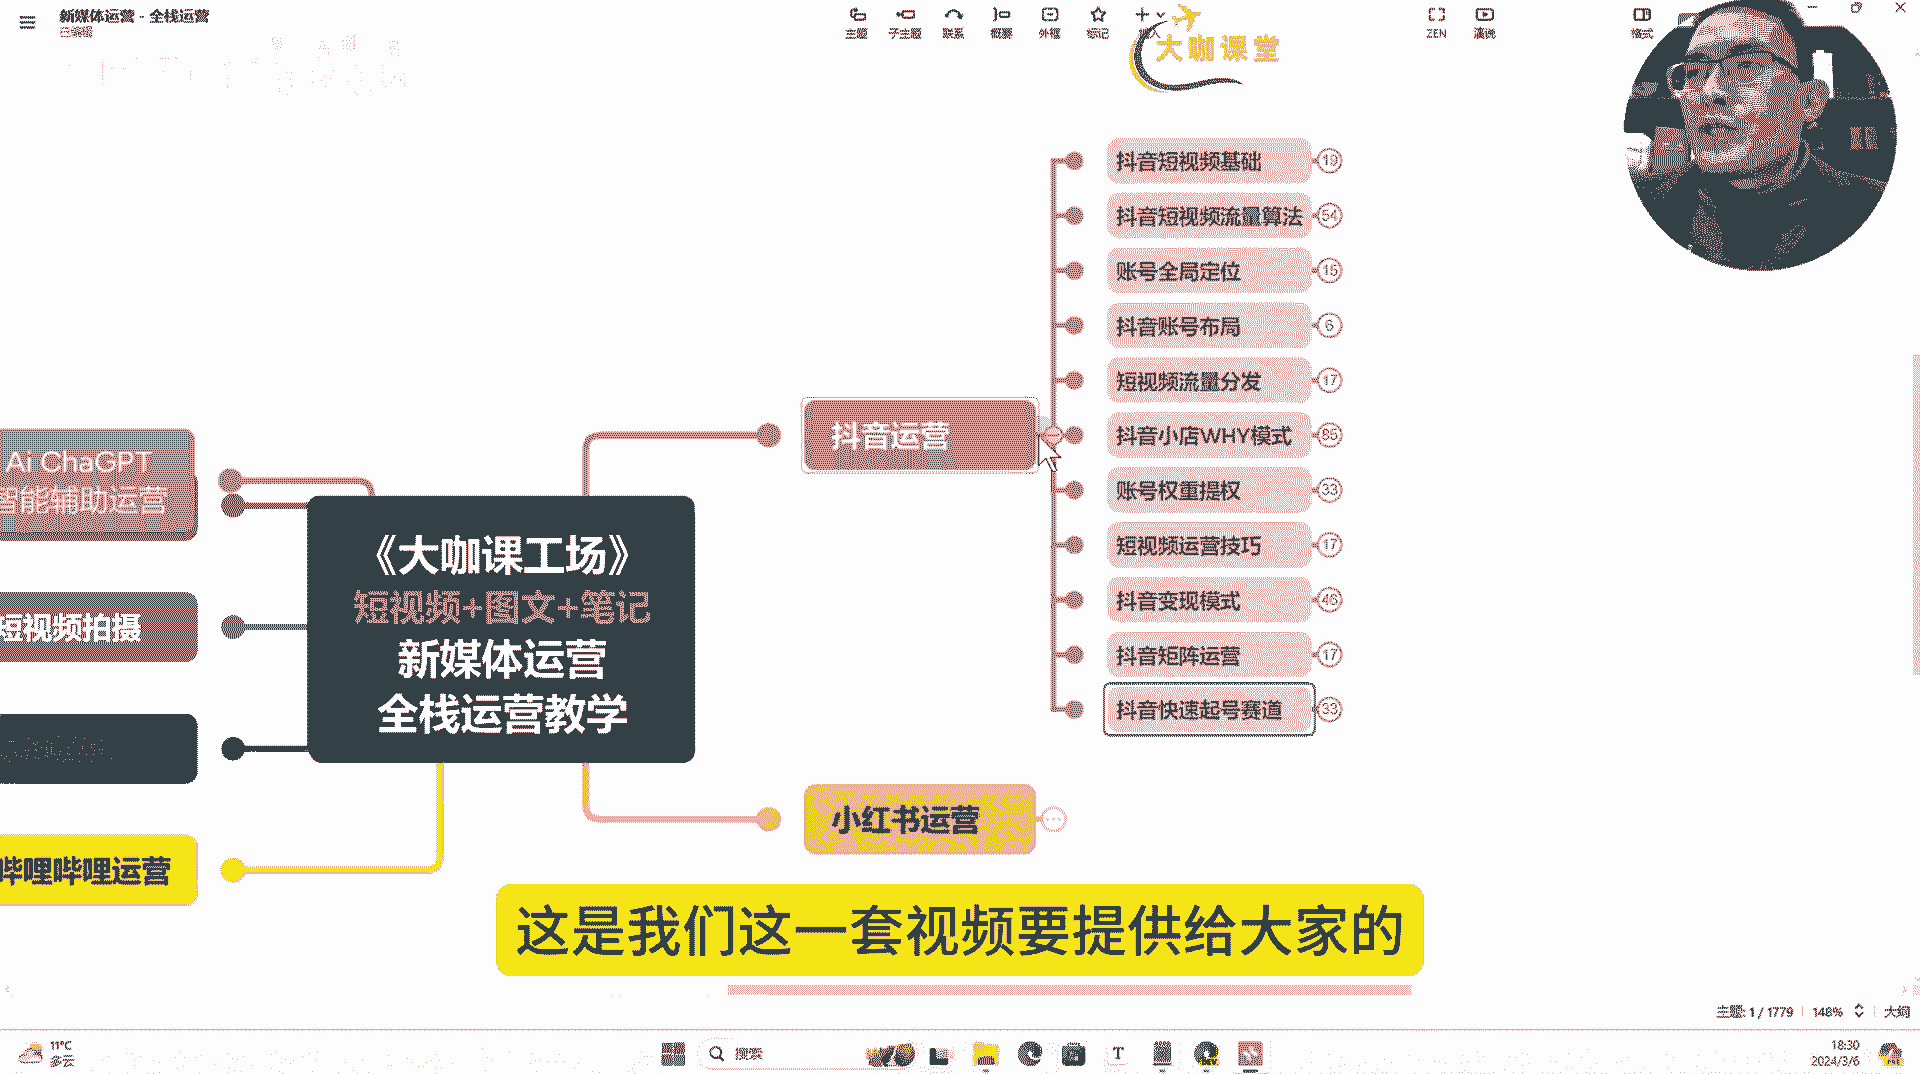 新媒体运营 - 全栈运营
已编辑
主题
子主题
联系
概要
外框
标记
ZEN
演说
格式
大咖课堂
抖音短视频基础
19
抖音短视频流量算法
54
账号全局定位
15
抖音账号布局
6
短视频流量分发
17
抖音运营
抖音小店WHY模式
85
账号权重提权
33
短视频运营技巧
17
抖音变现模式
46
抖音矩阵运营
17
抖音快速起号赛道
33
Ai ChaGPT
智能辅助运营
短视频拍摄
哔哩哔哩运营
《大咖课工场》
短视频+图文+笔记
新媒体运营
全栈运营教学
小红书运营
这是我们这一套视频要提供给大家的
主题: 1 / 1779
148%
大纲
11°C
多云
搜索
18:30
2024/3/6